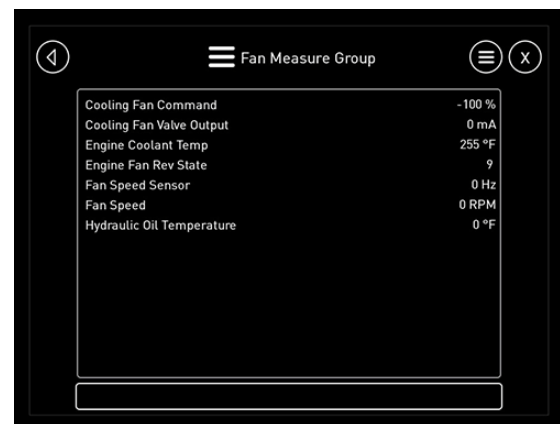 Fan Measure Group
X
Cooling Fan Command -100 %
Cooling Fan Valve Output 0 mA
Engine Coolant Temp 255 °F
Engine Fan Rev State 9
Fan Speed Sensor 0 Hz
Fan Speed 0 RPM
Hydraulic Oil Temperature 0 °F